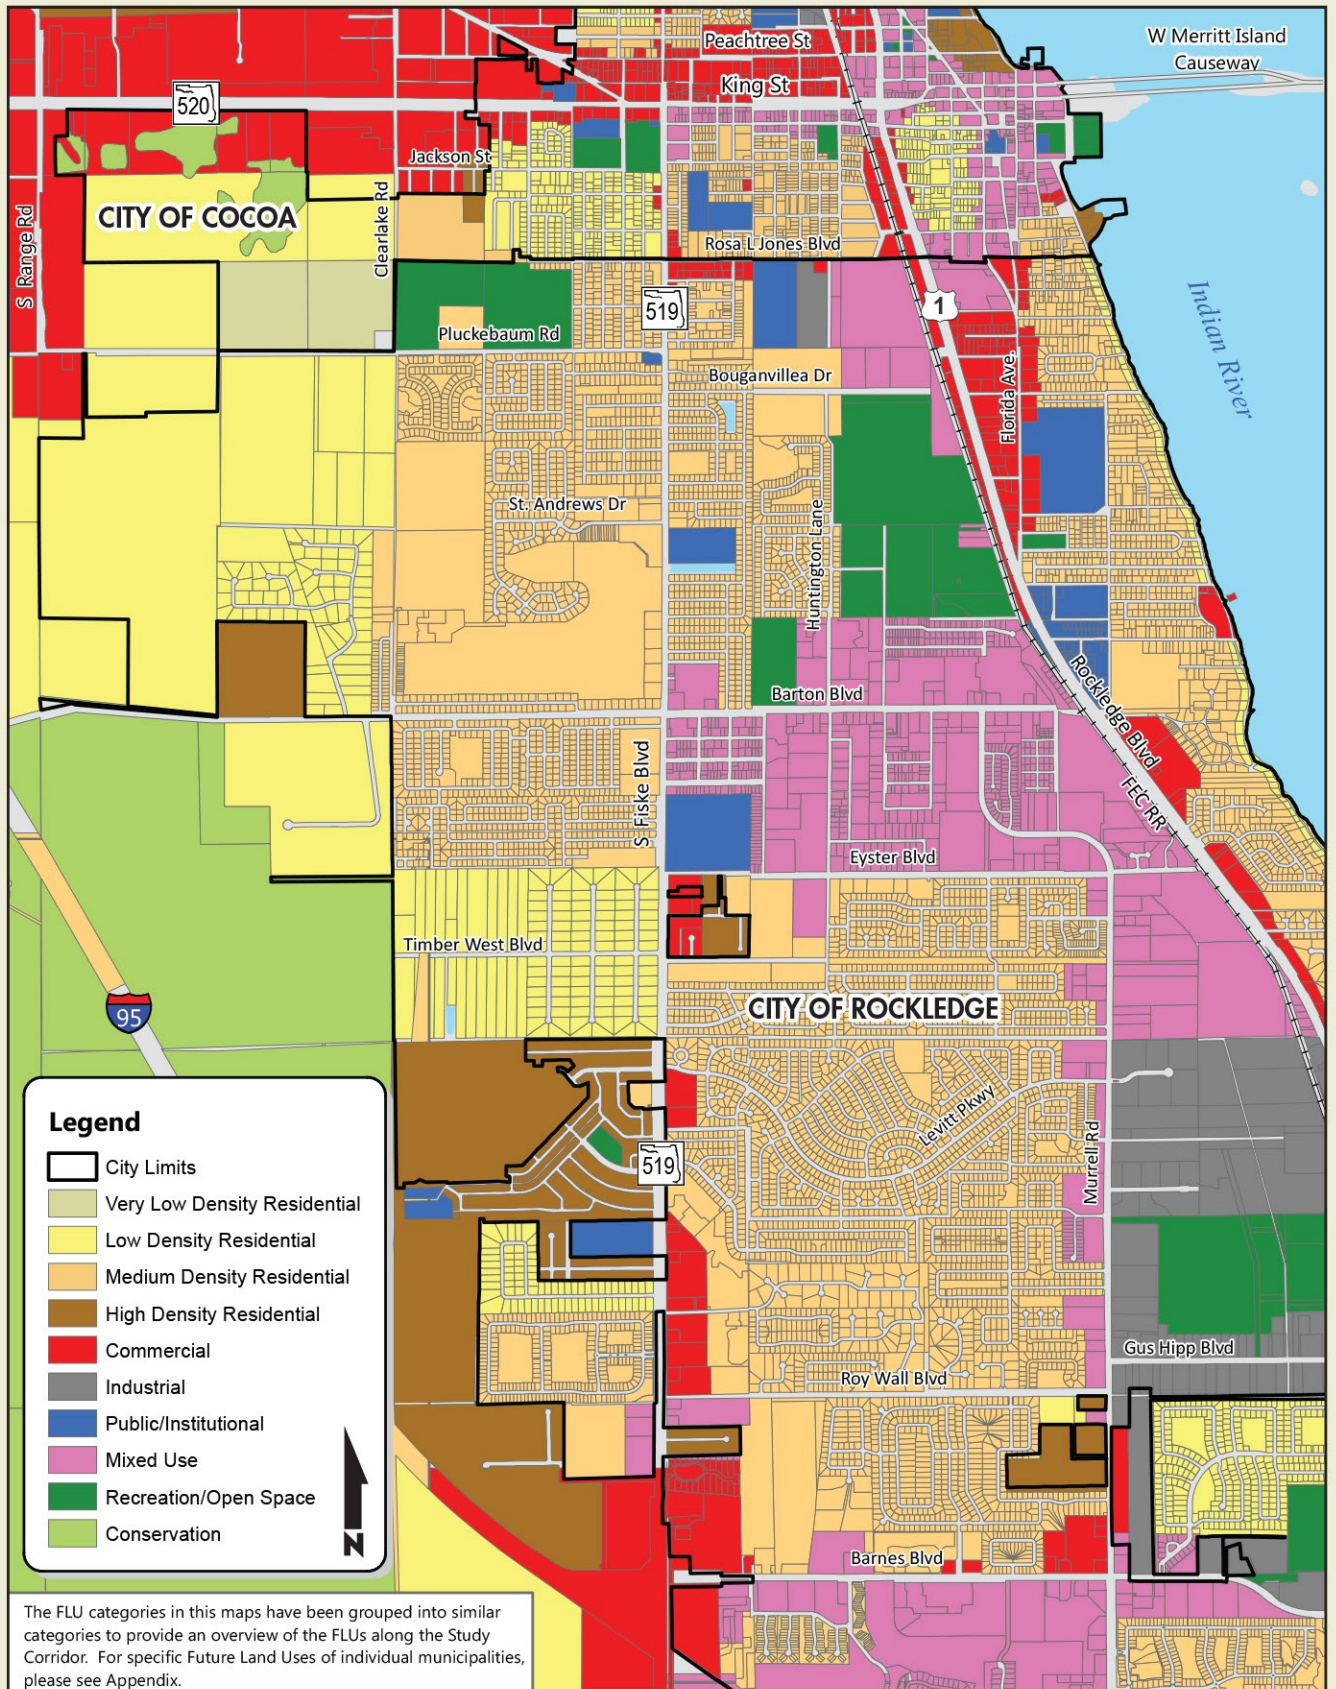 Peachtree St
W Merritt Island
Causeway
King St
520
Jackson St
Clearlake Rd
S Range Rd
CITY OF COCOA
Rosa L Jones Blvd
519
1
Indian River
Pluckebaum Rd
Bouganvillea Dr
Florida Ave.
St. Andrews Dr
Huntington Lane
Barton Blvd
Rockledge Blvd
S Fiske Blvd
FEC RR
Eyster Blvd
Timber West Blvd
CITY OF ROCKLEDGE
95
Levitt Pkwy
Murrell Rd
519
Legend
City Limits
Very Low Density Residential
Low Density Residential
Medium Density Residential
High Density Residential
Commercial
Industrial
Public/Institutional
Mixed Use
Recreation/Open Space
Conservation
N
Gus Hipp Blvd
Roy Wall Blvd
Barnes Blvd
The FLU categories in this maps have been grouped into similar
categories to provide an overview of the FLUs along the Study
Corridor. For specific Future Land Uses of individual municipalities,
please see Appendix.